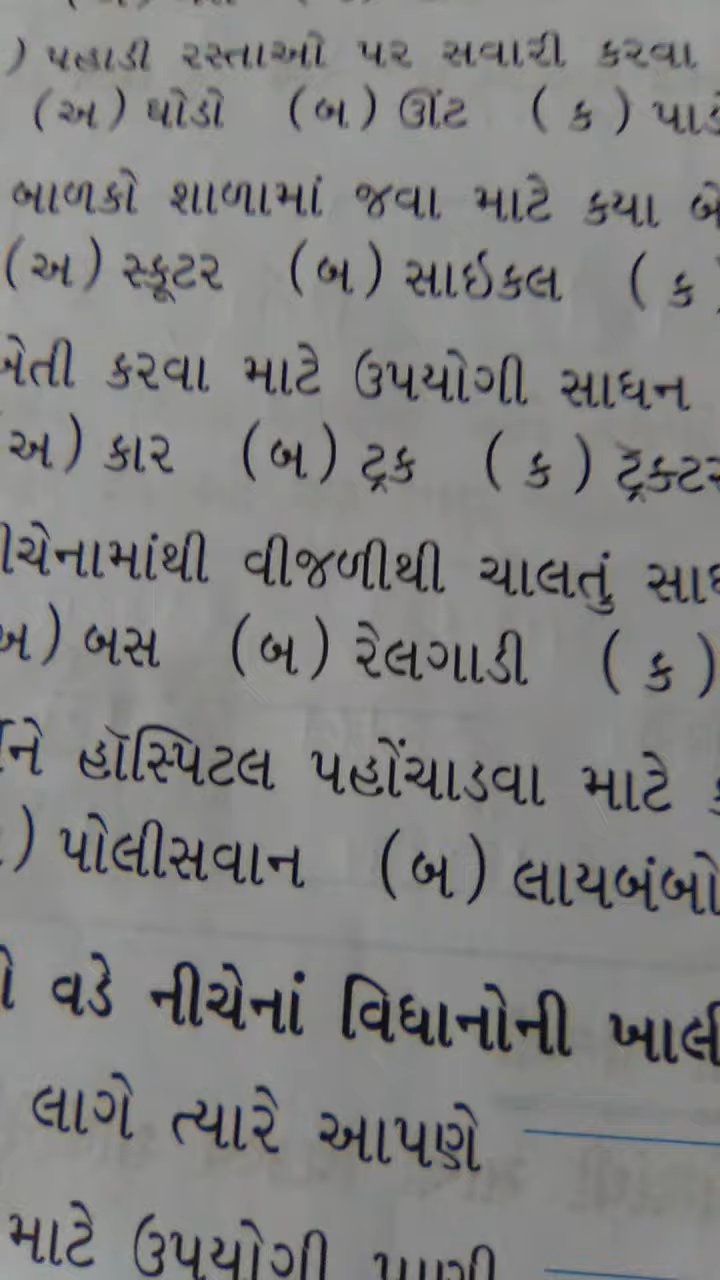 ) પહાડી રસ્તાઓ પર સવારી કરવા
(અ) ઘોડો (બ) ઊંટ (ક)
બાળકો શાળામાં જવા માટે કયા
(અ) સ્કૂટર (બ) સાઇકલ (ક
ખેતી કરવા માટે ઉપયોગી સાધન
અ) કાર (બ) ટ્રક (ક) ટ્રૅક્ટર
નીચેનામાંથી વીજળીથી ચાલતું
અ) બસ (બ) રેલગાડી (ક)
હૉસ્પિટલ પહોંચાડવા માટે
) પોલીસવાન (બ) લાયબંબો
વડે નીચેનાં વિધાનોની ખાલી
લાગે ત્યારે આપણે
માટે ઉપયોગી